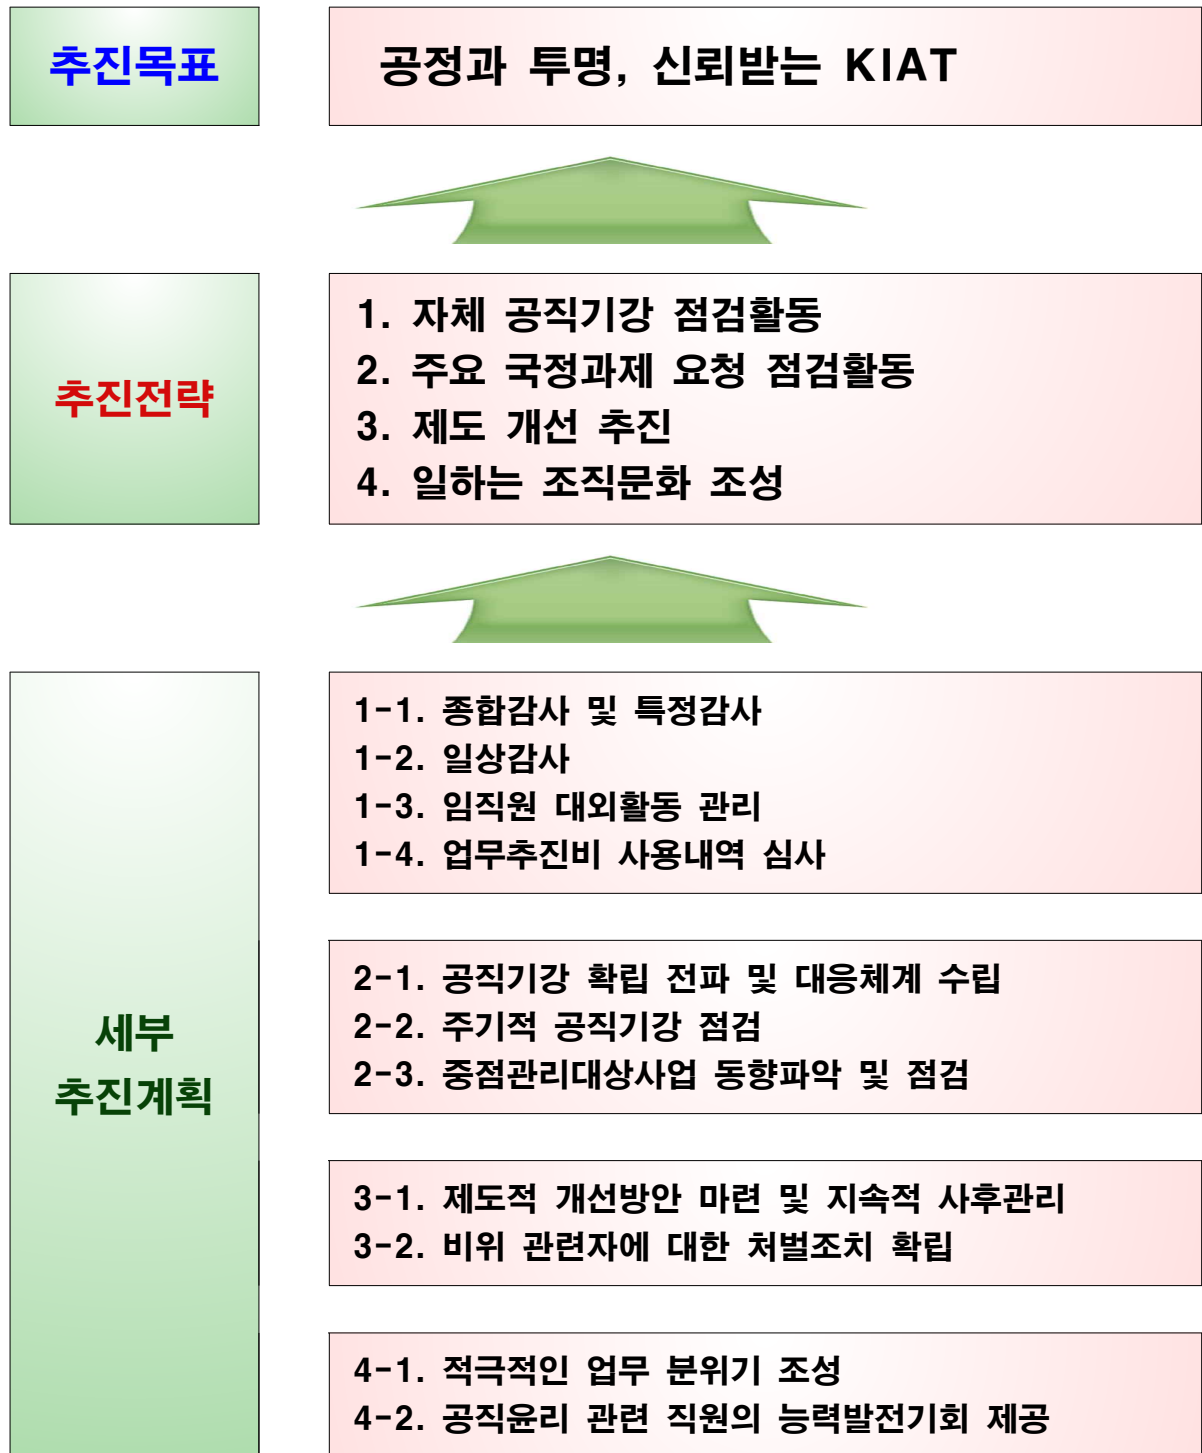 추진목표
공정과 투명, 신뢰받는 KIAT
추진전략
1. 자체 공직기강 점검활동
2. 주요 국정과제 요청 점검활동
3. 제도 개선 추진
4. 일하는 조직문화 조성
세부
추진계획
1-1. 종합감사 및 특정감사
1-2. 일상감사
1-3. 임직원 대외활동 관리
1-4. 업무추진비 사용내역 심사
2-1. 공직기강 확립 전파 및 대응체계 수립
2-2. 주기적 공직기강 점검
2-3. 중점관리대상사업 동향파악 및 점검
3-1. 제도적 개선방안 마련 및 지속적 사후관리
3-2. 비위 관련자에 대한 처벌조치 확립
4-1. 적극적인 업무 분위기 조성
4-2. 공직윤리 관련 직원의 능력발전기회 제공